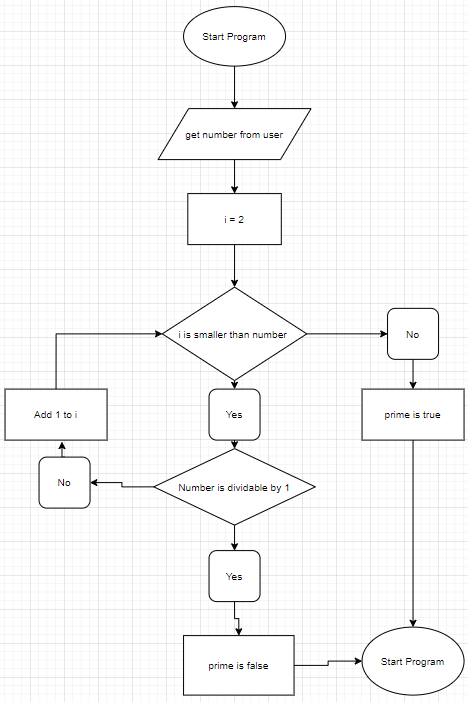 Start Program
get number from user
i = 2
i is smaller than number
No
Add 1 to i
Yes
prime is true
No
Number is dividable by 1
Yes
prime is false
Start Program